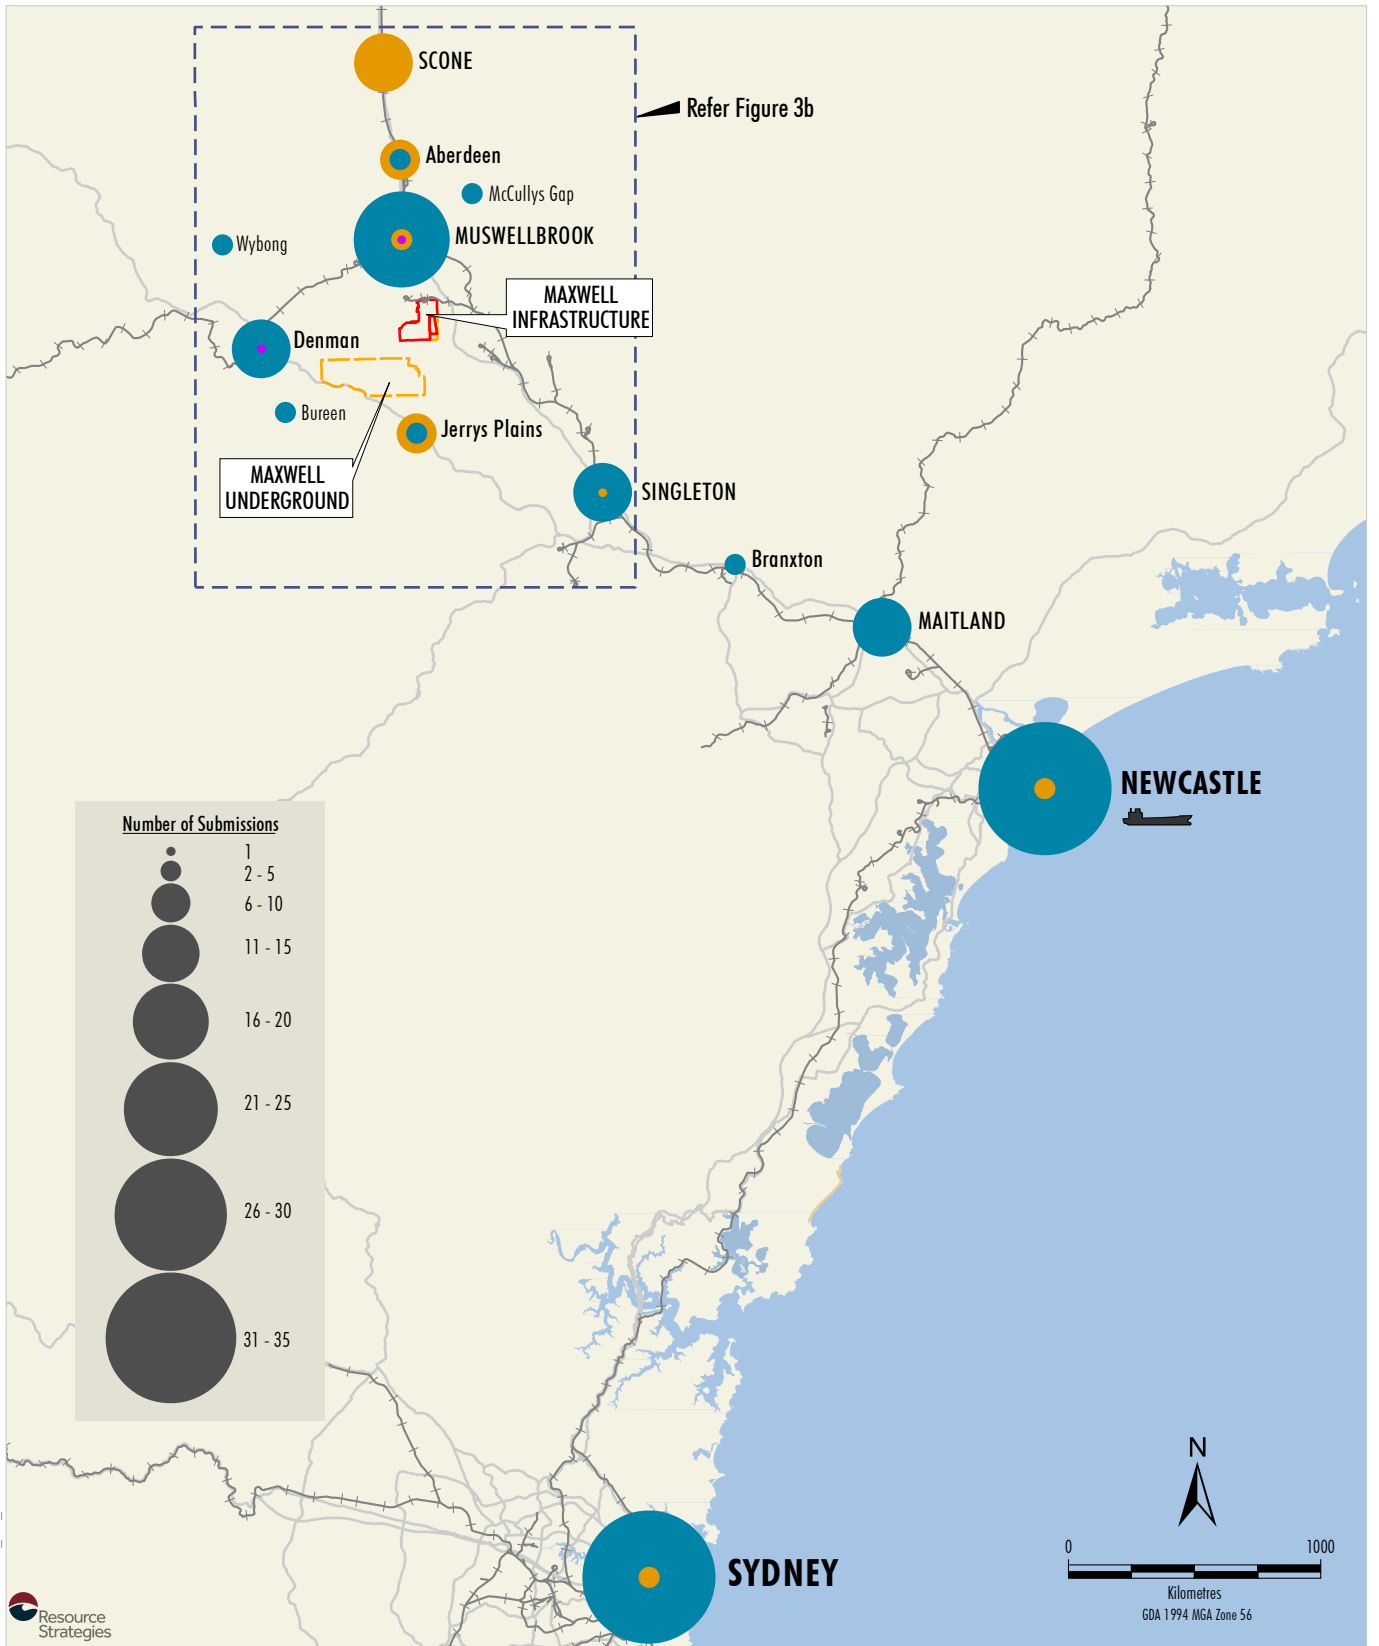 SCONE
Refer Figure 3b
Aberdeen
McCullys Gap
MUSWELLBROOK
Wybong
MAXWELL
INFRASTRUCTURE
Denman
Bureen
Jerrys Plains
MAXWELL
UNDERGROUND
SINGLETON
Branxton
MAITLAND
NEWCASTLE
Number of Submissions
1
2 - 5
6 - 10
11 - 15
16 - 20
21 - 25
26 - 30
31 - 35
N
0 1000
Kilometres
GDA 1994 MGA Zone 56
SYDNEY
Resource
Strategies